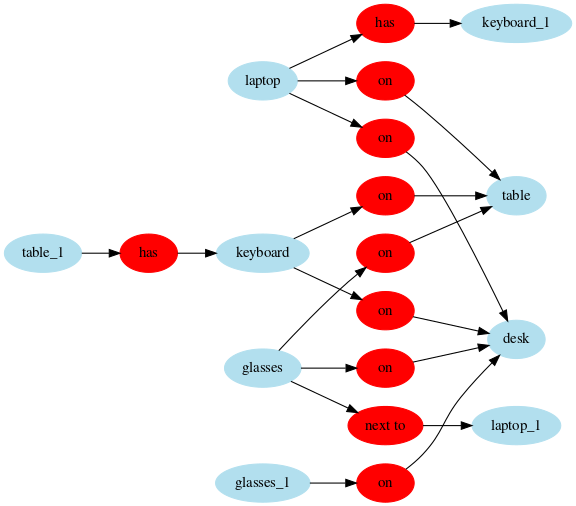 has
keyboard_1
laptop
on
on
on
table
table_1
has
keyboard
on
on
desk
glasses
on
next to
laptop_1
glasses_1
on